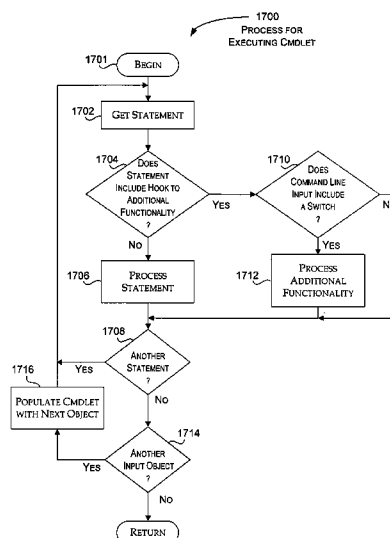 1700
PROCESS FOR
EXECUTING CMDLET
1701
BEGIN
1702
GET STATEMENT
1704
DOES
STATEMENT
INCLUDE HOOK TO
ADDITIONAL
FUNCTIONALITY
?
YES
NO
1710
DOES
COMMAND LINE
INPUT INCLUDE
A SWITCH
?
N
YES
1706
PROCESS
STATEMENT
1712
PROCESS
ADDITIONAL
FUNCTIONALITY
1708
ANOTHER
STATEMENT
?
YES
NO
1716
POPULATE CMDLET
WITH NEXT OBJECT
1714
ANOTHER
INPUT OBJECT
?
YES
NO
RETURN